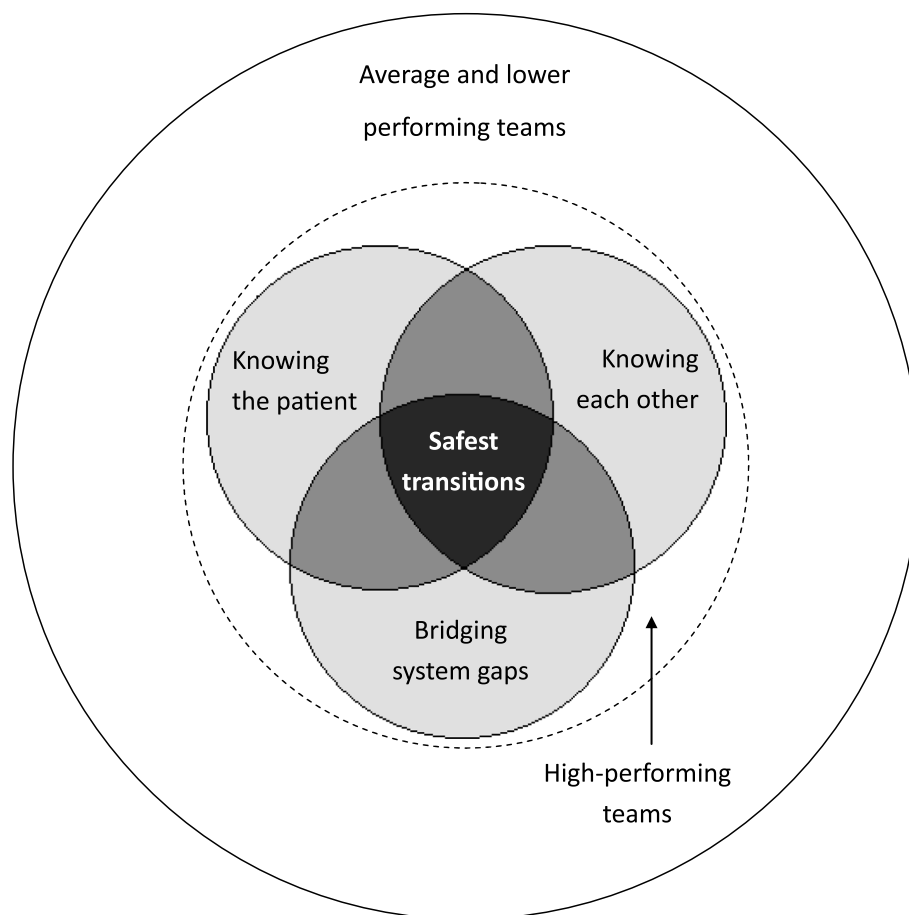 Average and lower
performing teams
Knowing
the patient
Knowing
each other
Safest
transitions
Bridging
system gaps
High-performing
teams